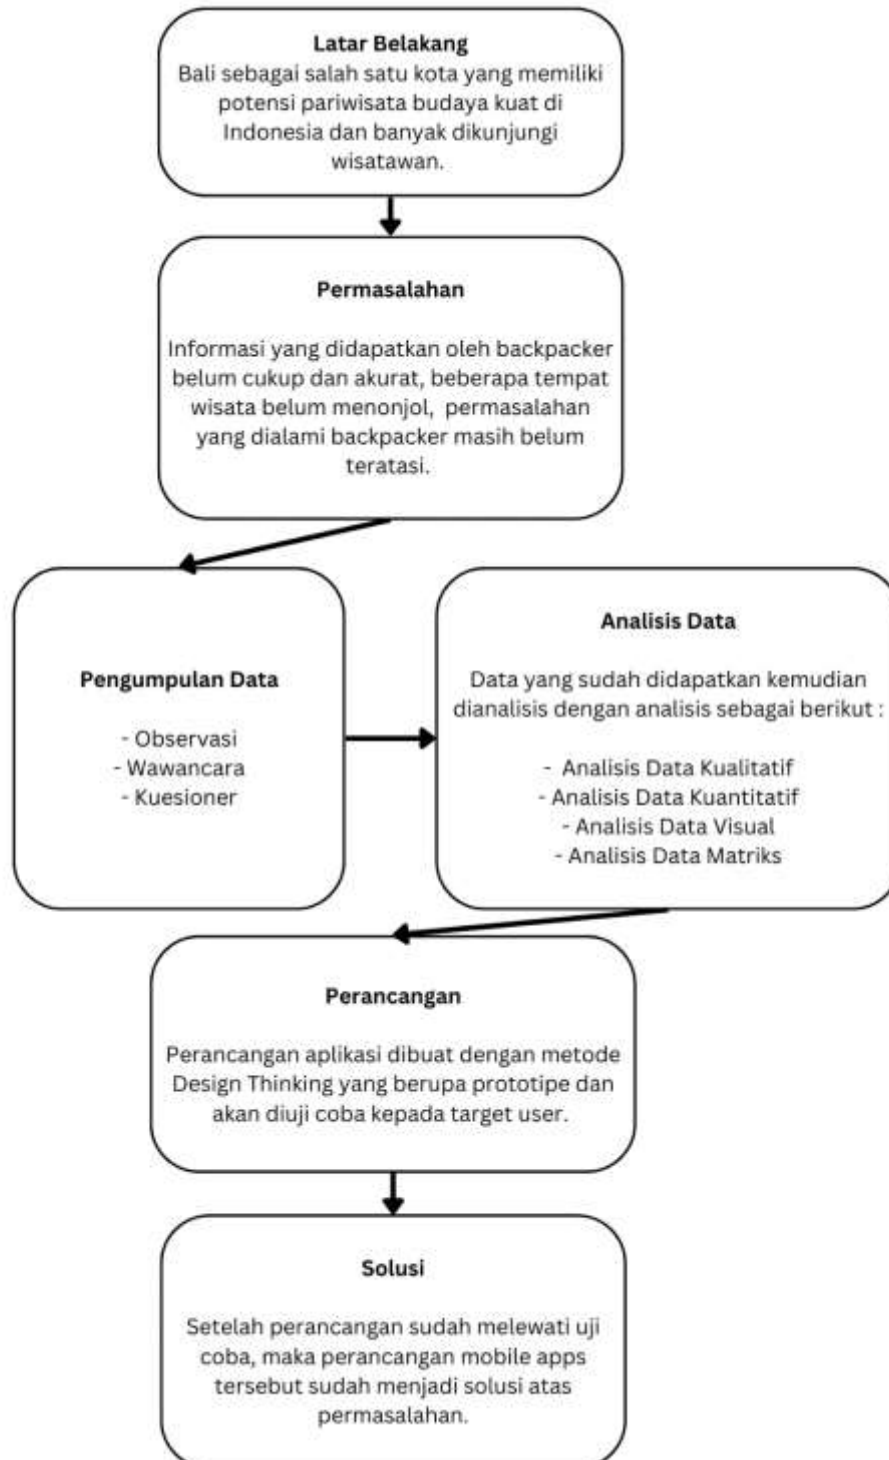 Latar Belakang
Bali sebagai salah satu kota yang memiliki
potensi pariwisata budaya kuat di
Indonesia dan banyak dikunjungi
wisatawan.
Permasalahan
Informasi yang didapatkan oleh backpacker
belum cukup dan akurat, beberapa tempat
wisata belum menonjol, permasalahan
yang dialami backpacker masih belum
teratasi.
Pengumpulan Data
- Observasi
- Wawancara
- Kuesioner
Analisis Data
Data yang sudah didapatkan kemudian
dianalisis dengan analisis sebagai berikut :
- Analisis Data Kualitatif
- Analisis Data Kuantitatif
- Analisis Data Visual
- Analisis Data Matriks
Perancangan
Perancangan aplikasi dibuat dengan metode
Design Thinking yang berupa prototipe dan
akan diuji coba kepada target user.
Solusi
Setelah perancangan sudah melewati uji
coba, maka perancangan mobile apps
tersebut sudah menjadi solusi atas
permasalahan.